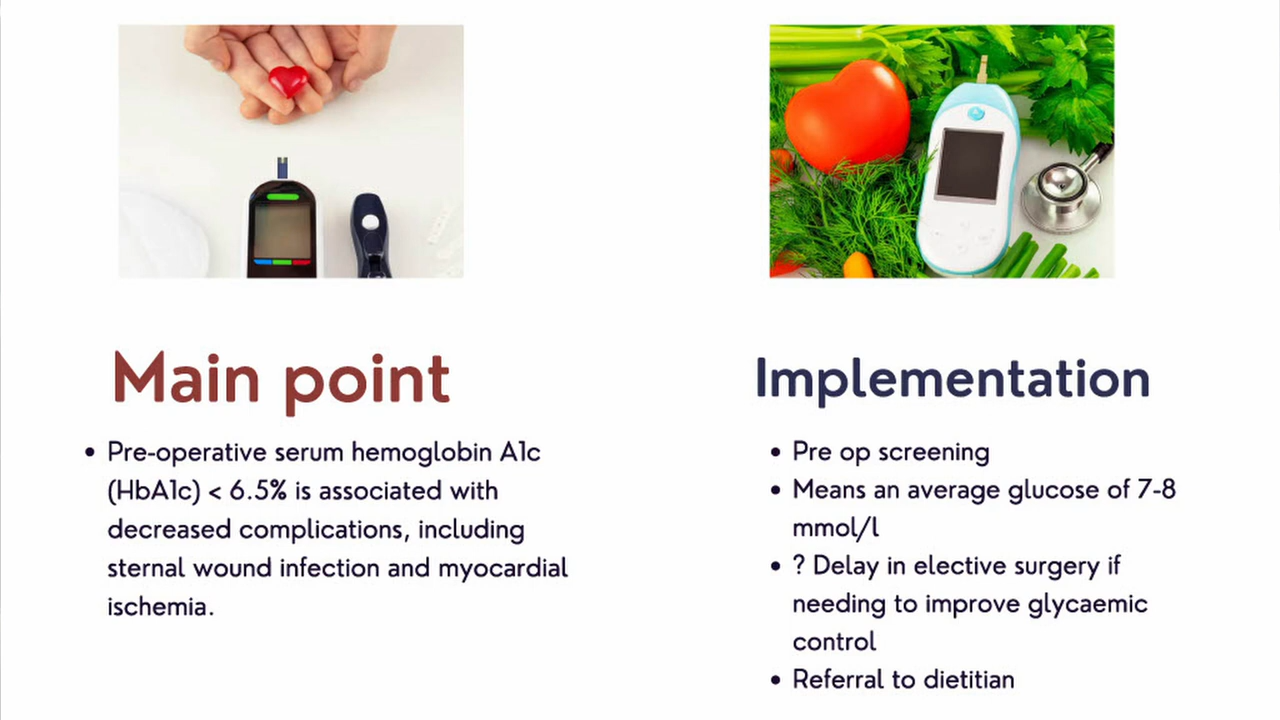 Main point
• Pre-operative serum hemoglobin A1c
(HbA1c) < 6.5% is associated with
decreased complications, including
sternal wound infection and myocardial
ischemia.
Implementation
• Pre op screening
• Means an average glucose of 7-8
mmol/l
• ? Delay in elective surgery if
needing to improve glycaemic
control
• Referral to dietitian